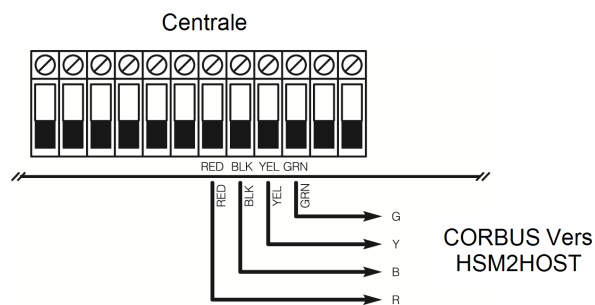 Centrale
RED BLK YEL GRN
RED
BLK
YEL
GRN
G
Y
B
R
CORBUS Vers
HSM2HOST